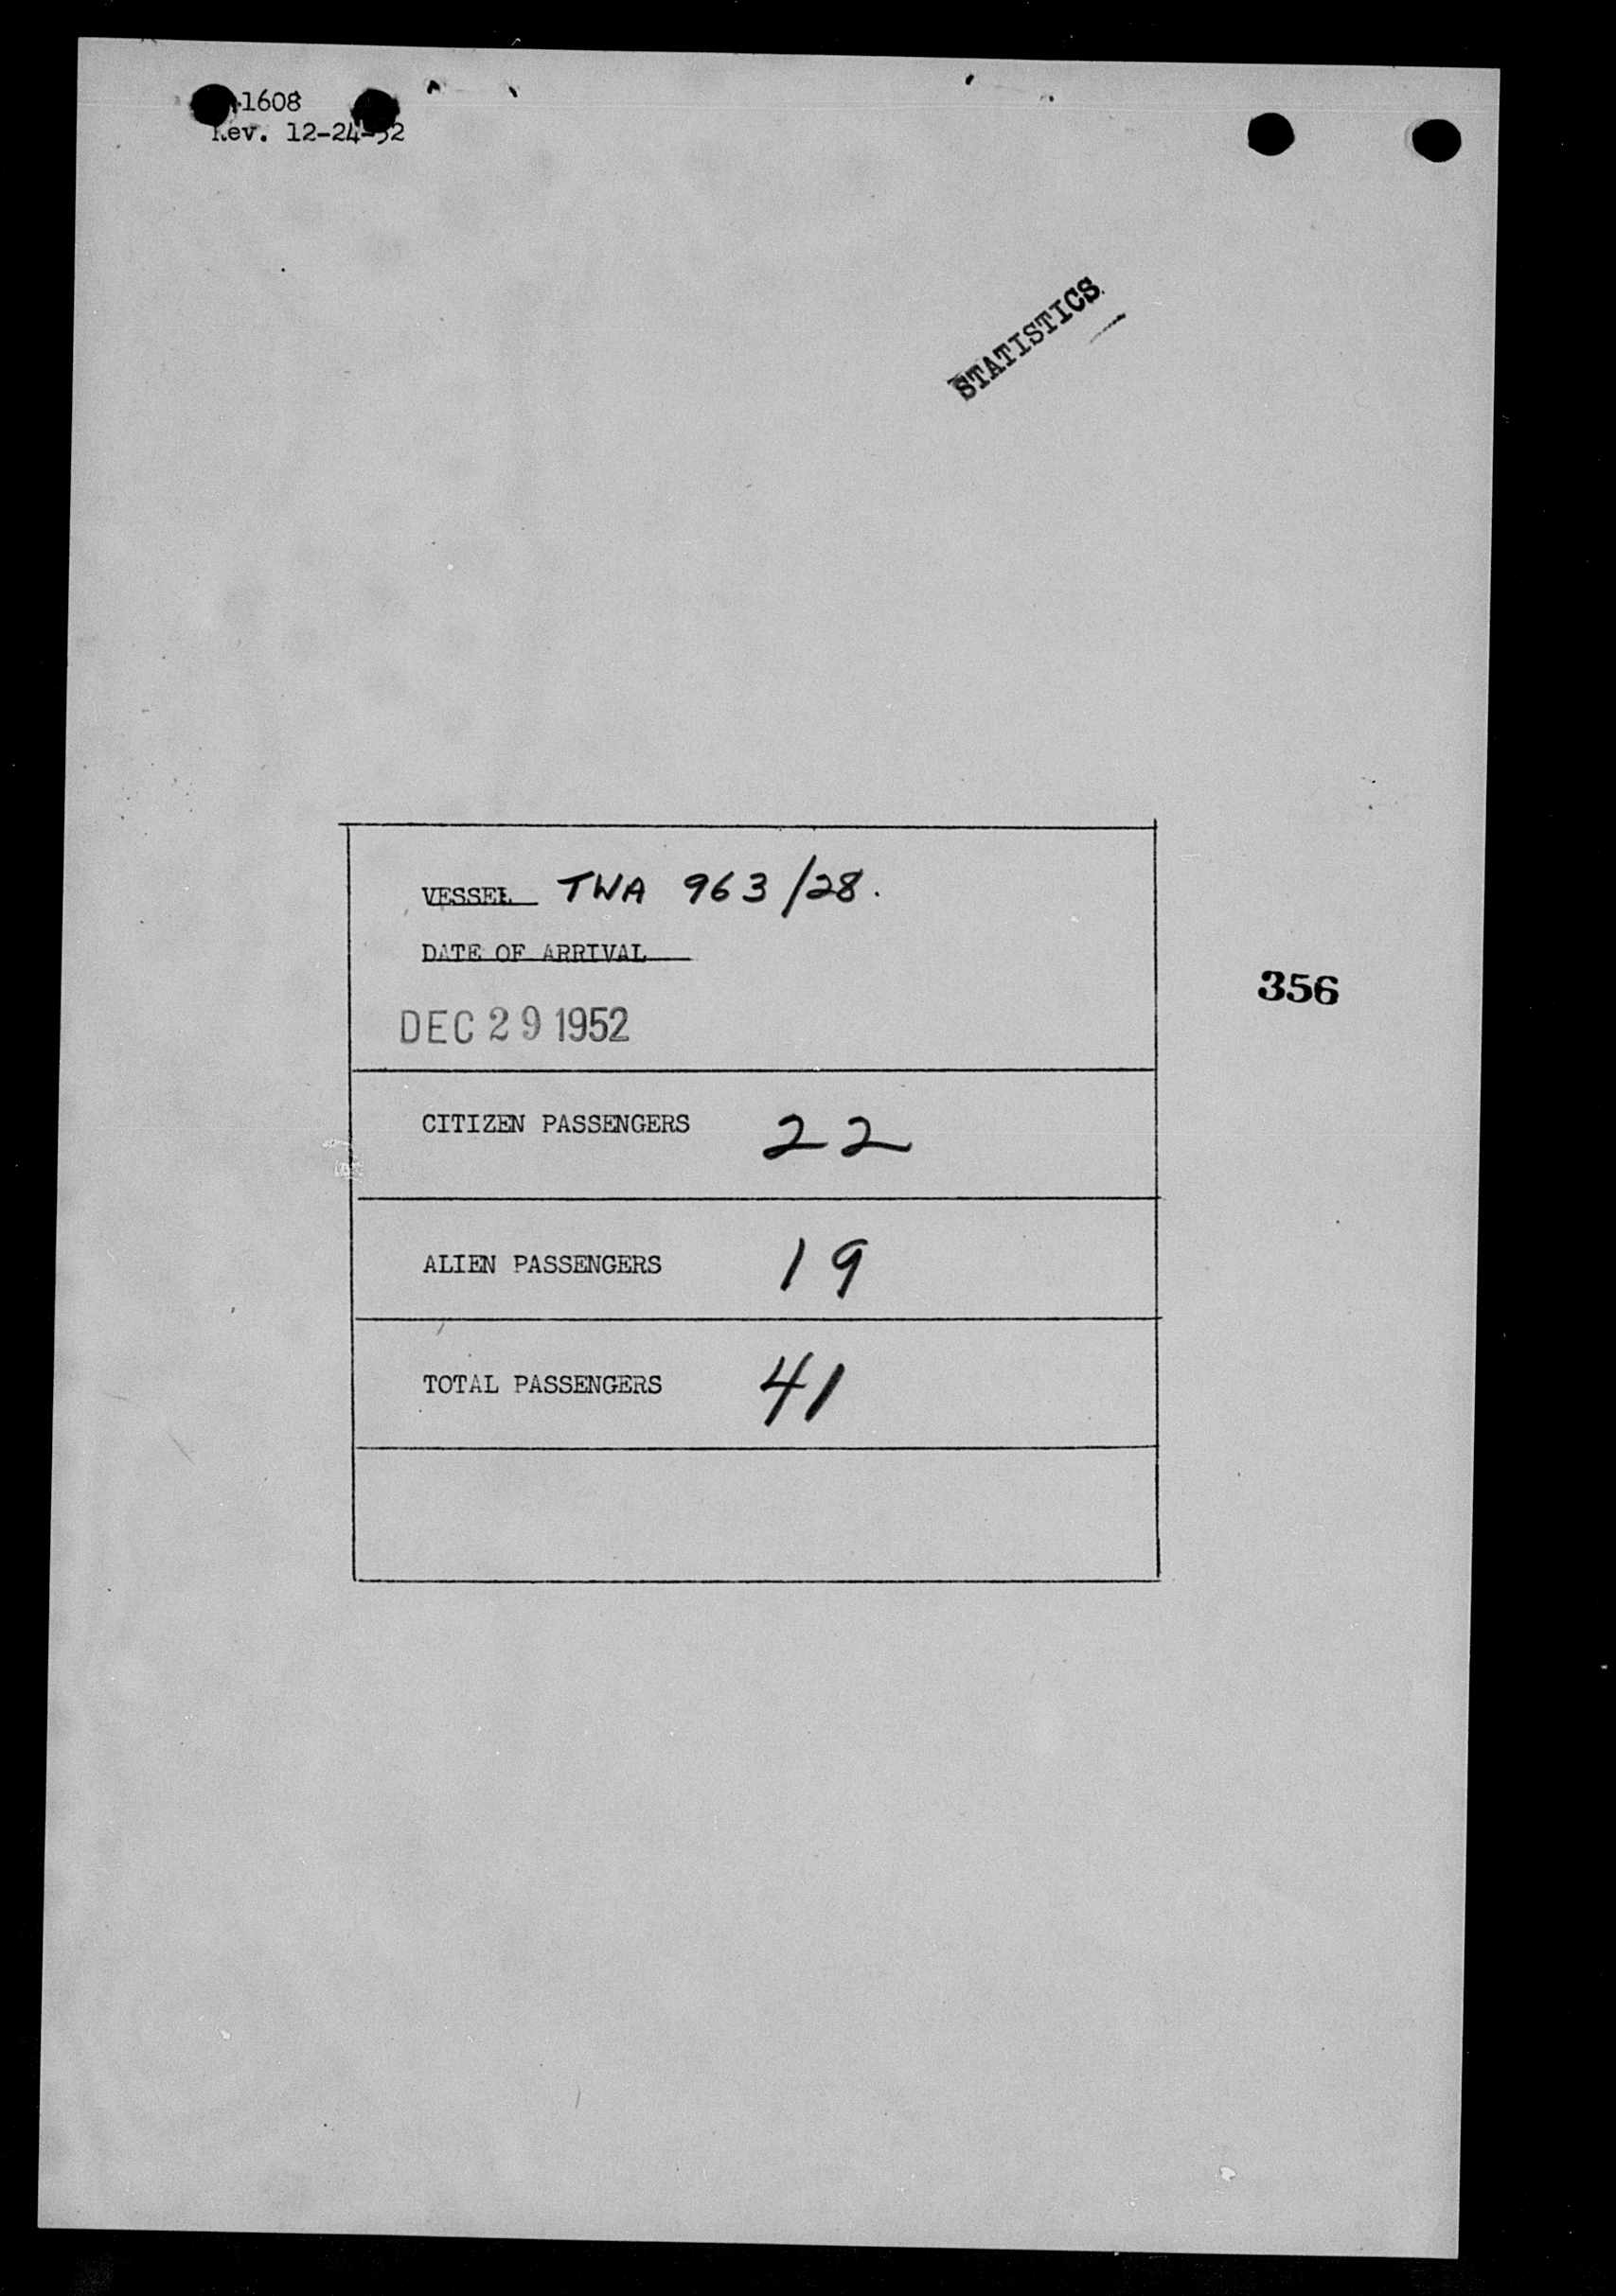 1608
Rev. 12-24-52
STATISTICS
VESSEL TWA 963/28.
DATE OF ARRIVAL
DEC 29 1952
356
CITIZEN PASSENGERS 22
ALIEN PASSENGERS 19
TOTAL PASSENGERS 41